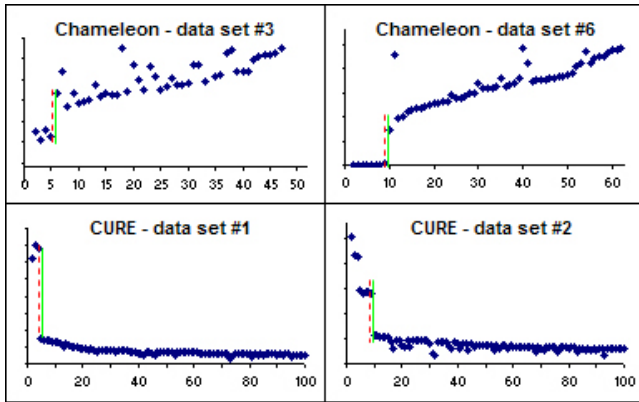 Chameleon - data set #3
0 5 10 15 20 25 30 35 40 45 50
Chameleon - data set #6
0 10 20 30 40 50 60
CURE - data set #1
0 20 40 60 80 100
CURE - data set #2
0 20 40 60 80 100